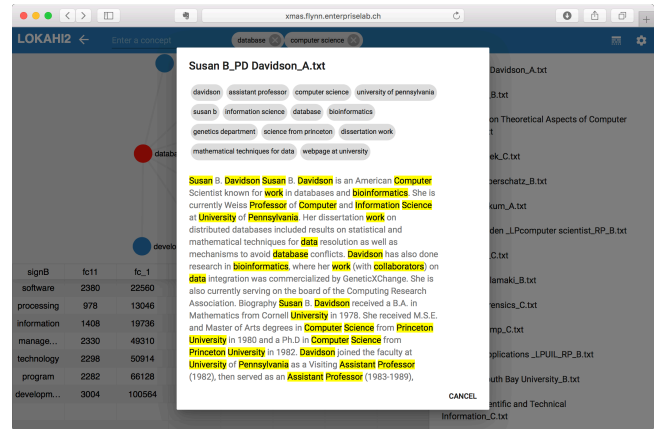 xmas.flynn.enterpriselab.ch
LOKAHI2
Enter a concept
database
computer science
Susan B_PD Davidson_A.txt
davidson
assistant professor
computer science
university of pennsylvania
susan b
information science
database
bioinformatics
genetics department
science from princeton
dissertation work
mathematical techniques for data
webpage at university
Susan B. Davidson Susan B. Davidson is an American Computer
Scientist known for work in databases and bioinformatics. She is
currently Weiss Professor of Computer and Information Science
at University of Pennsylvania. Her dissertation work on
distributed databases included results on statistical and
mathematical techniques for data resolution as well as
mechanisms to avoid database conflicts. Davidson has also done
research in bioinformatics, where her work (with collaborators) on
data integration was commercialized by GeneticXChange. She is
also currently serving on the board of the Computing Research
Association. Biography Susan B. Davidson received a B.A. in
Mathematics from Cornell University in 1978. She received M.S.E.
and Master of Arts degrees in Computer Science from Princeton
University in 1980 and a Ph.D in Computer Science from
Princeton University in 1982. Davidson joined the faculty at
University of Pennsylvania as a Visiting Assistant Professor
(1982), then served as an Assistant Professor (1983-1989),
CANCEL
databa
develo
signB fc11 fc_1
software 2380 22560
processing 978 13046
information 1408 19736
manage... 2330 49310
technology 2298 50914
program 2282 66128
developm... 3004 100564
Davidson_A.txt
_B.txt
on Theoretical Aspects of Computer
t
ek_C.txt
berschatz_B.txt
kum_A.txt
den _LPcomputer scientist_RP_B.txt
_C.txt
lamaki_B.txt
rensics_C.txt
mp_C.txt
pplications _LPUIL_RP_B.txt
uth Bay University_B.txt
entific and Technical
Information_C.txt